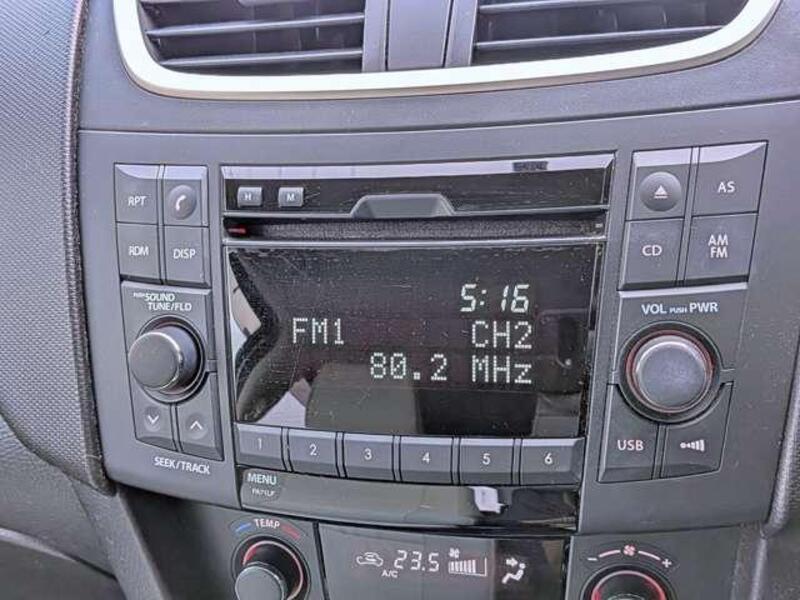 RPT
RDM
DISP
H
M
AS
CD
AM
FM
PUSH SOUND
TUNE/FLD
5:16
FM1 CH2
80.2 MHz
VOL PUSH PWR
USB
SEEK/TRACK
1 2 3 4 5 6
MENU
TEMP
A/C
23.5